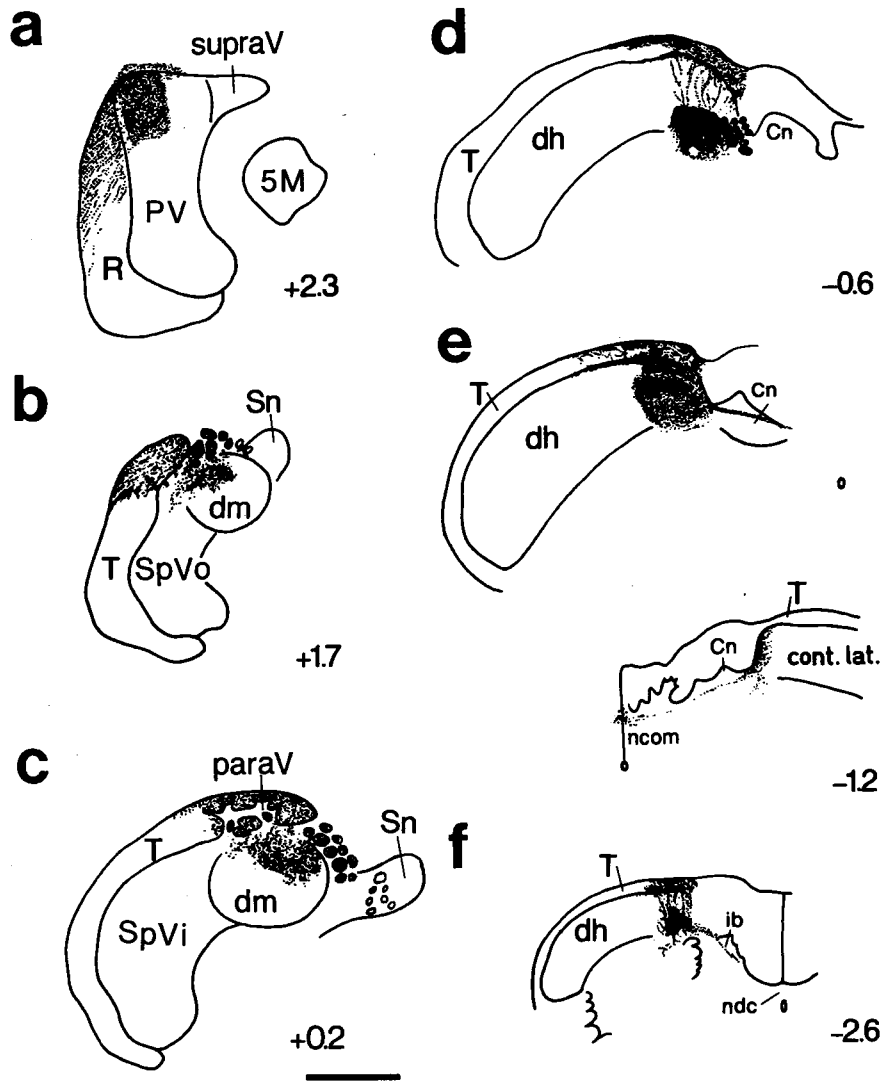 a
supraV
5M
PV
R
+2.3
b
Sn
dm
T
SpVo
+1.7
c
paraV
Sn
T
dm
SpVi
+0.2
d
T
dh
Cn
-0.6
e
T
dh
Cn
T
Cn
cont. lat.
ncom
-1.2
f
T
dh
ib
ndc
-2.6